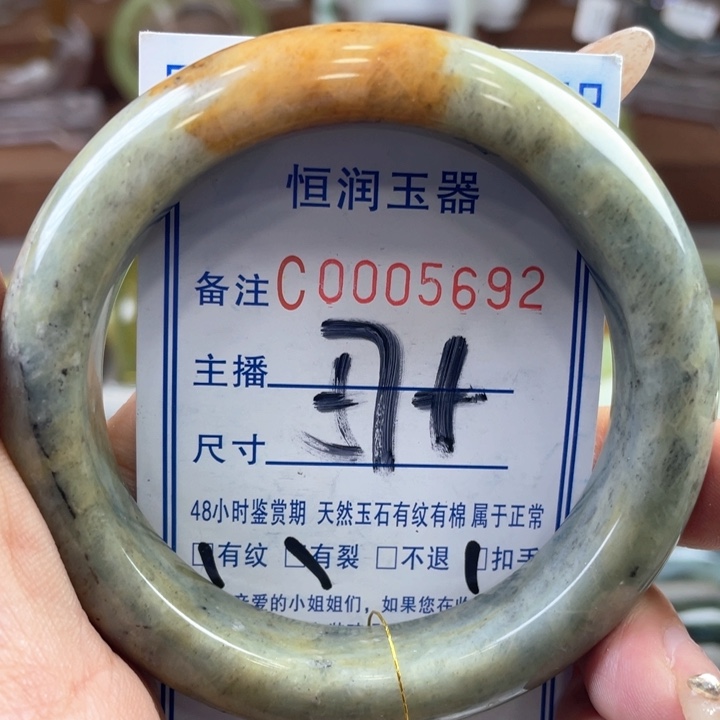 恒润玉器
备注C0005692
主播
尺寸
48小时鉴赏期 天然玉石有纹有棉属于正常
□有纹 □有裂 □不退 □扣手
亲爱的小姐姐们，如果您在收